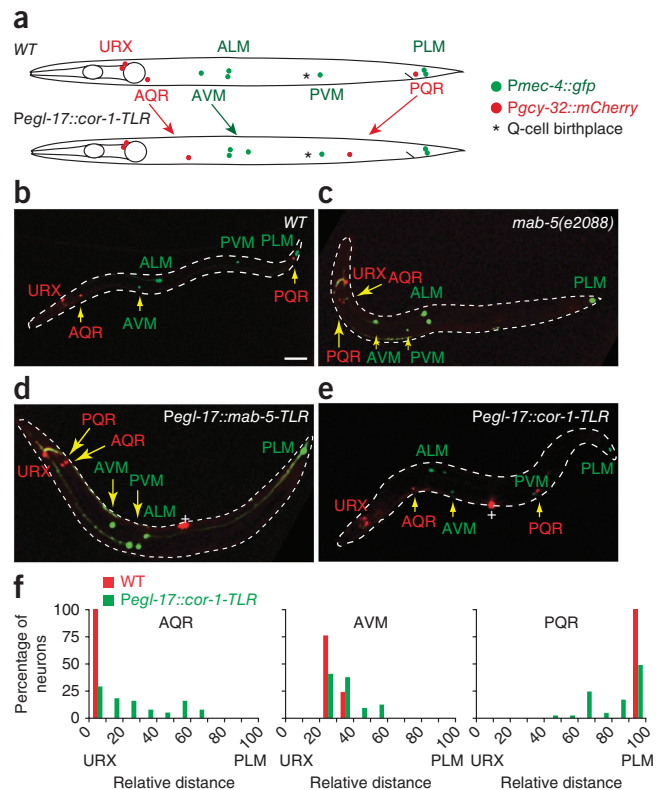 a
WT
URX
ALM
PLM
AQR
AVM
PVM
PQR
*
Pegl-17::cor-1-TLR
*
Pmec-4::gfp
Pgcy-32::mCherry
* Q-cell birthplace
b
WT
URX
AQR
ALM
AVM
PVM
PLM
PQR
c
mab-5(e2088)
URX
AQR
ALM
PLM
PQR
AVM
PVM
d
Pegl-17::mab-5-TLR
PQR
AQR
URX
AVM
PVM
ALM
PLM
+
e
Pegl-17::cor-1-TLR
ALM
PLM
URX
PVM
AQR
AVM
+
PQR
f
WT
Pegl-17::cor-1-TLR
Percentage of neurons
100
75
50
25
0
AQR
AVM
PQR
0 20 40 60 80 100
0 20 40 60 80 100
0 20 40 60 80 100
URX PLM
URX PLM
URX PLM
Relative distance
Relative distance
Relative distance